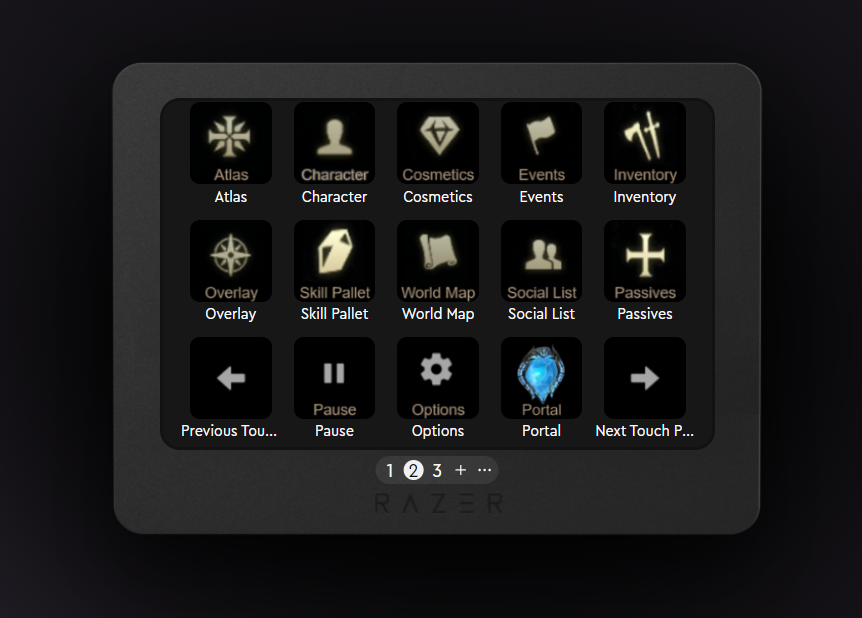 Atlas Character Cosmetics Events Inventory
Atlas Character Cosmetics Events Inventory
Overlay Skill Pallet World Map Social List Passives
Overlay Skill Pallet World Map Social List Passives
Pause Options Portal
Previous Tou... Pause Options Portal Next Touch P...
1 2 3 + ...
RAZER